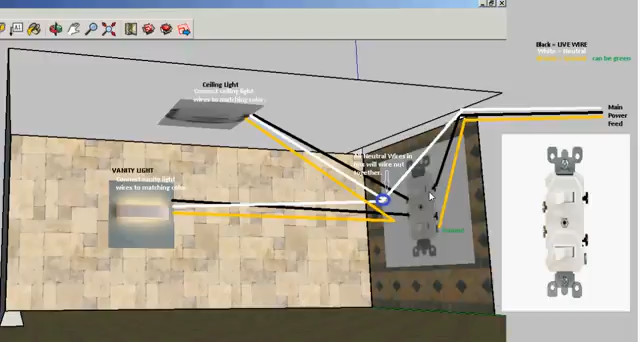 Black = LIVE WIRE
White = Neutral
can be green
Ceiling Light
Connect ceiling light
wires to matching color.
Main
Power
Feed
All Neutral Wires in
box will wire nut
together.
VANITY LIGHT
Connect vanity light
wires to matching color